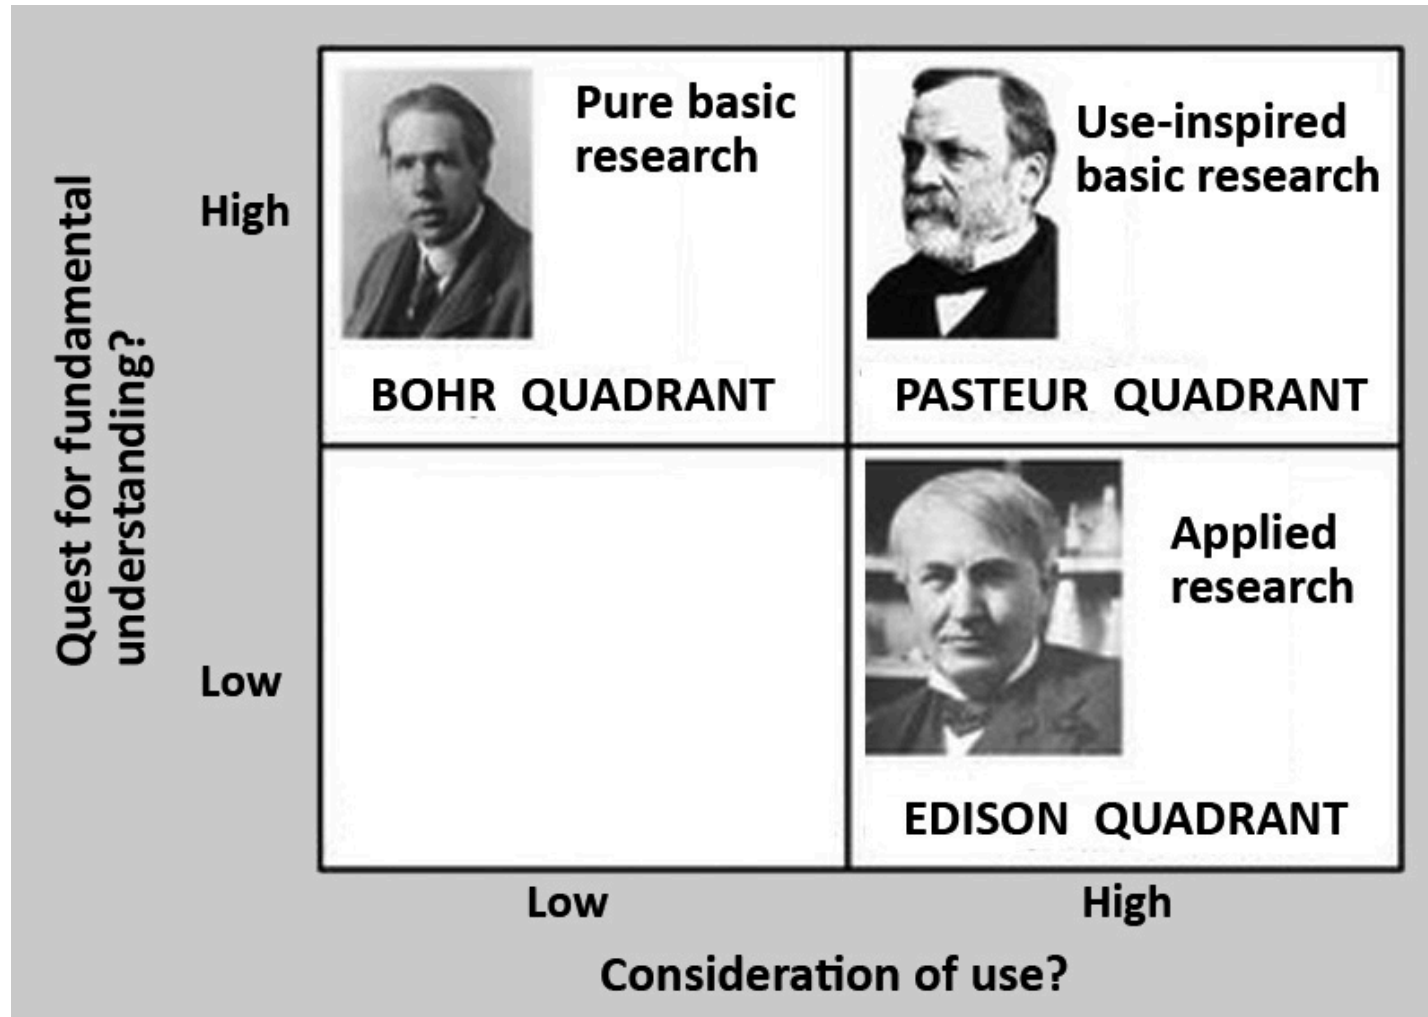 Quest for fundamental
understanding?
High
Pure basic
research
BOHR QUADRANT
Use-inspired
basic research
PASTEUR QUADRANT
Low
Applied
research
EDISON QUADRANT
Low
High
Consideration of use?